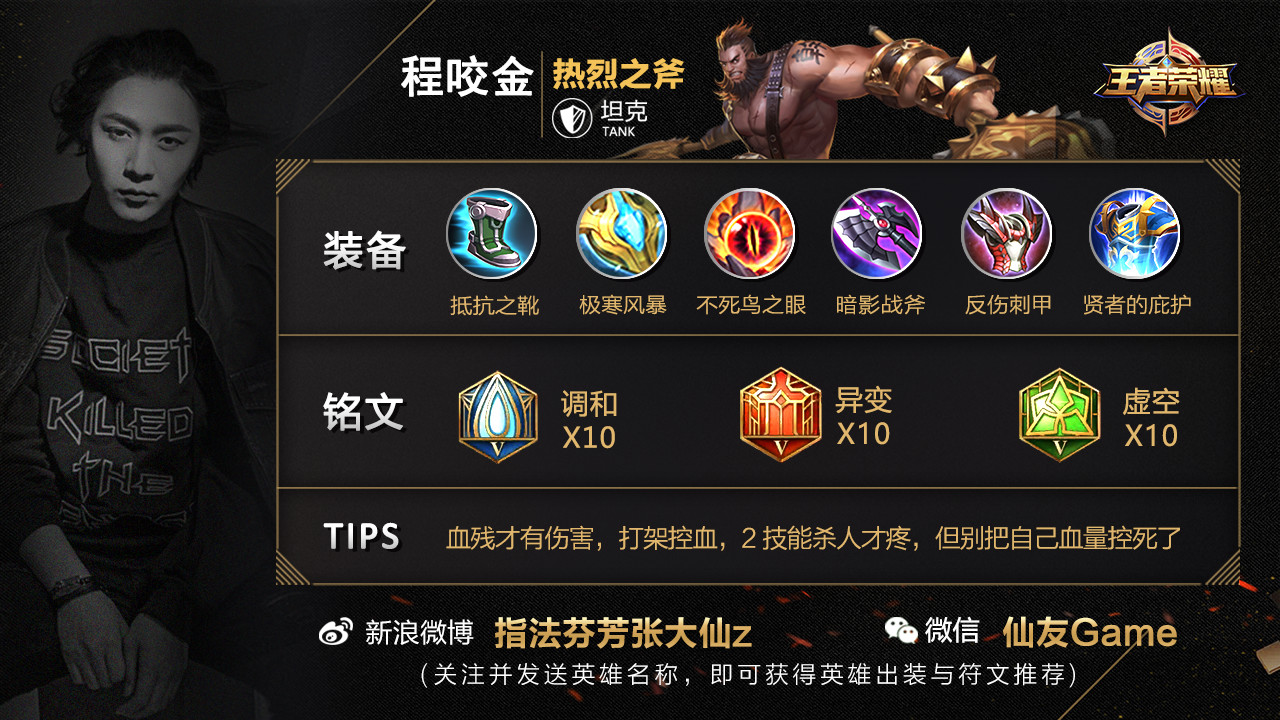 程咬金
热烈之斧
坦克
TANK
王者荣耀
装备
抵抗之靴 极寒风暴 不死鸟之眼 暗影战斧 反伤刺甲 贤者的庇护
铭文
V 调和 X10
V 异变 X10
V 虚空 X10
TIPS
血残才有伤害，打架控血，2 技能杀人才疼，但别把自己血量控死了
SOCIET
KILLED
THE
新浪微博 指法芬芳张大仙z
微信 仙友Game
（关注并发送英雄名称，即可获得英雄出装与符文推荐）